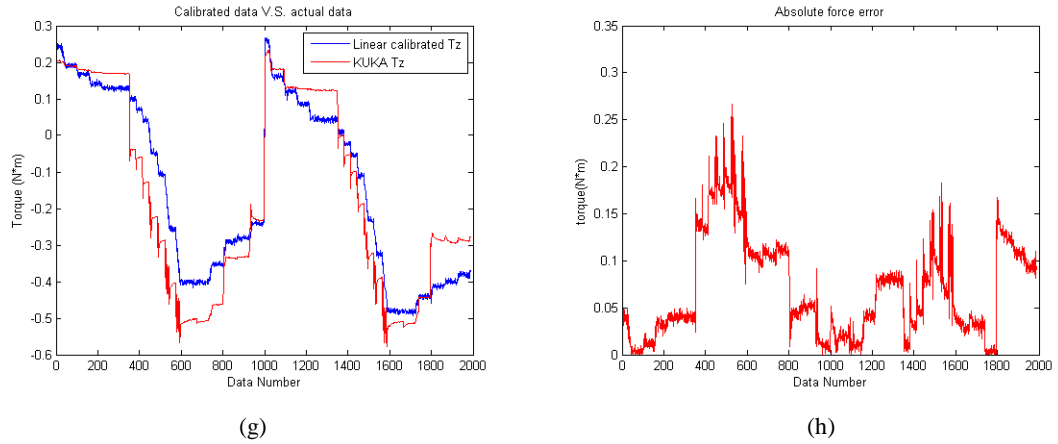 Calibrated data V.S. actual data
Linear calibrated Tz
KUKA Tz
Torque (N*m)
0.3
0.2
0.1
0
-0.1
-0.2
-0.3
-0.4
-0.5
-0.6
0 200 400 600 800 1000 1200 1400 1600 1800 2000
Data Number
(g)
Absolute force error
torque(N*m)
0.35
0.3
0.25
0.2
0.15
0.1
0.05
0
0 200 400 600 800 1000 1200 1400 1600 1800 2000
Data Number
(h)